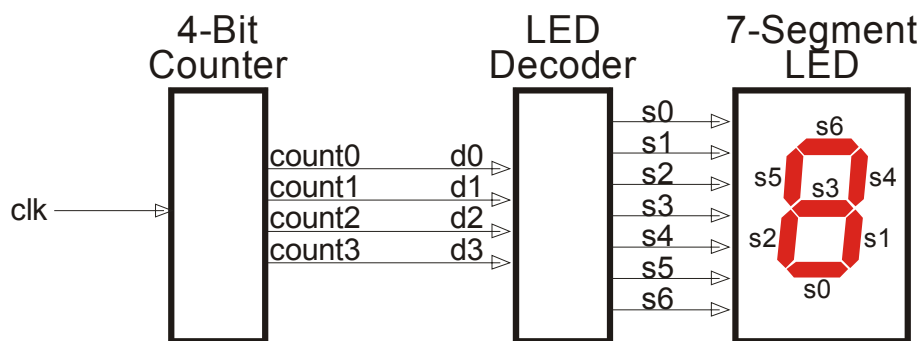 4-Bit
Counter
LED
Decoder
7-Segment
LED
clk
count0
count1
count2
count3
d0
d1
d2
d3
s0
s1
s2
s3
s4
s5
s6
s6
s5
s4
s3
s2
s1
s0